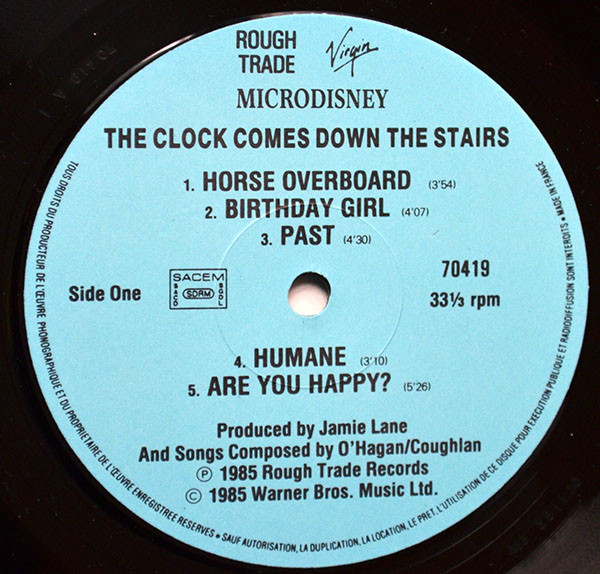 ROUGH
TRADE
Virgin
MICRODISNEY
THE CLOCK COMES DOWN THE STAIRS
1. HORSE OVERBOARD (3'54)
2. BIRTHDAY GIRL (4'07)
3. PAST (4'30)
Side One
SACEM
SACD
SDRM
SGDL
70419
33⅓ rpm
4. HUMANE (3'10)
5. ARE YOU HAPPY? (5'26)
Produced by Jamie Lane
And Songs Composed by O'Hagan/Coughlan
Ⓟ 1985 Rough Trade Records
© 1985 Warner Bros. Music Ltd.
TOUS DROITS DU PRODUCTEUR DE L'ŒUVRE PHONOGRAPHIQUE ET DU PROPRIETAIRE DE L'ŒUVRE ENREGISTREE RESERVES • SAUF AUTORISATION, LA DUPLICATION, LA LOCATION, LE PRET, L'UTILISATION DE CE DISQUE POUR EXECUTION PUBLIQUE ET RADIODIFFUSION SONT INTERDITS • MADE IN FRANCE